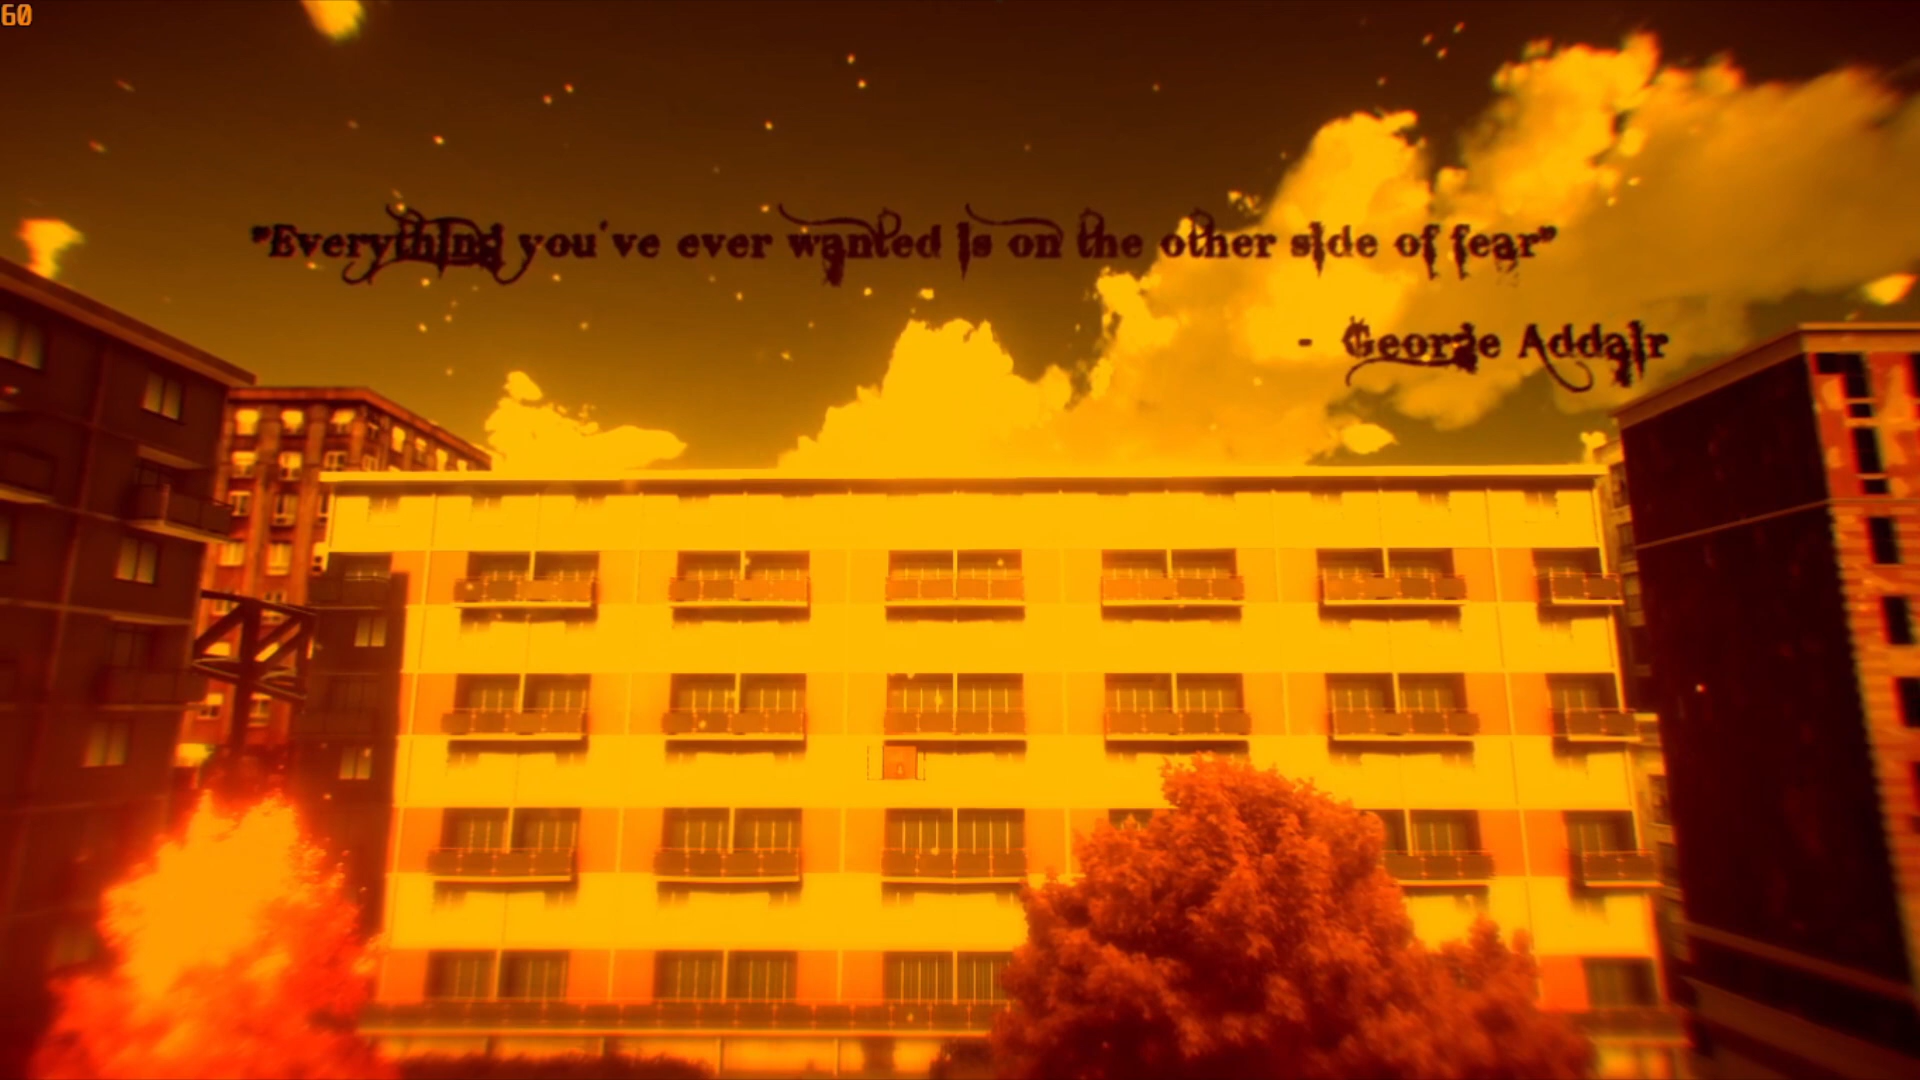 60
"Everything you've ever wanted is on the other side of fear"
- George Addair